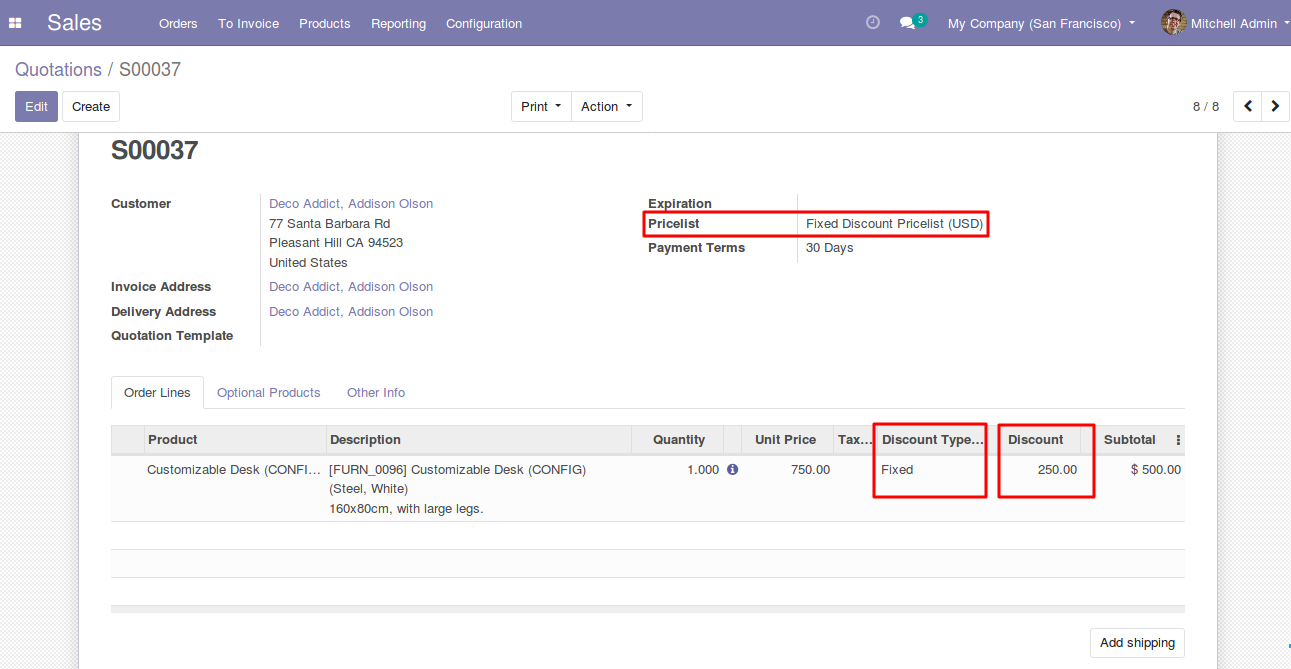 Sales Orders To Invoice Products Reporting Configuration 3 My Company (San Francisco) Mitchell Admin
Quotations / S00037
Edit Create Print Action 8 / 8
S00037
Customer Deco Addict, Addison Olson Expiration
77 Santa Barbara Rd Pricelist Fixed Discount Pricelist (USD)
Pleasant Hill CA 94523 Payment Terms 30 Days
United States
Invoice Address Deco Addict, Addison Olson
Delivery Address Deco Addict, Addison Olson
Quotation Template
Order Lines Optional Products Other Info
Product Description Quantity Unit Price Tax... Discount Type... Discount Subtotal
Customizable Desk (CONFI... [FURN_0096] Customizable Desk (CONFIG) 1.000 750.00 Fixed 250.00 $ 500.00
(Steel, White)
160x80cm, with large legs.
Add shipping